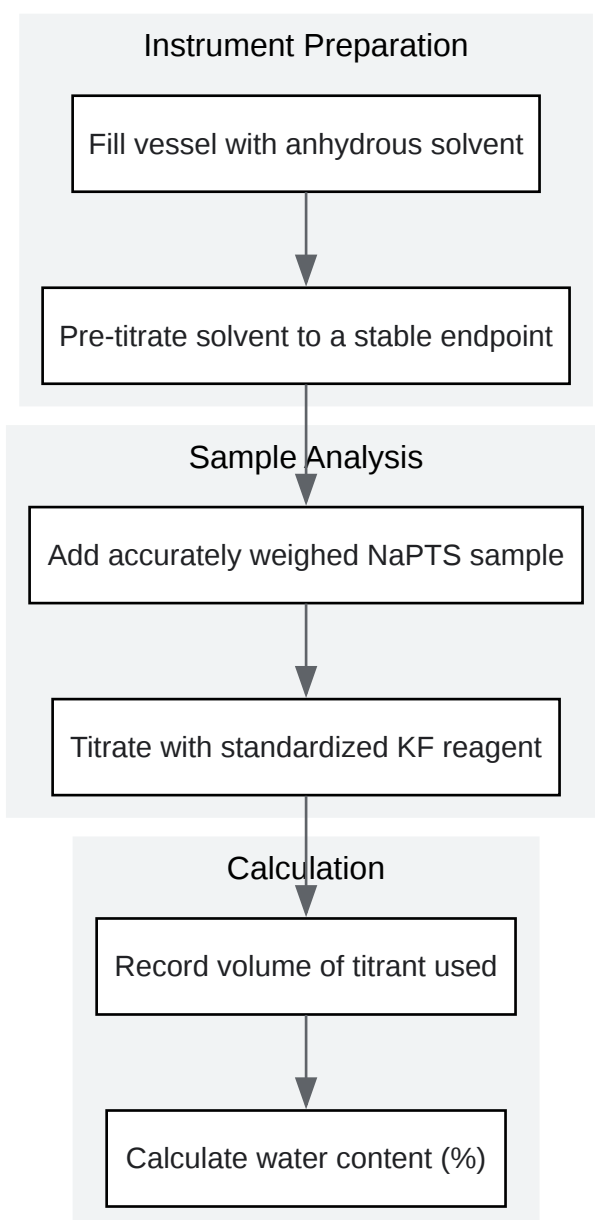 Instrument Preparation
Fill vessel with anhydrous solvent
Pre-titrate solvent to a stable endpoint
Sample Analysis
Add accurately weighed NaPTS sample
Titrate with standardized KF reagent
Calculation
Record volume of titrant used
Calculate water content (%)